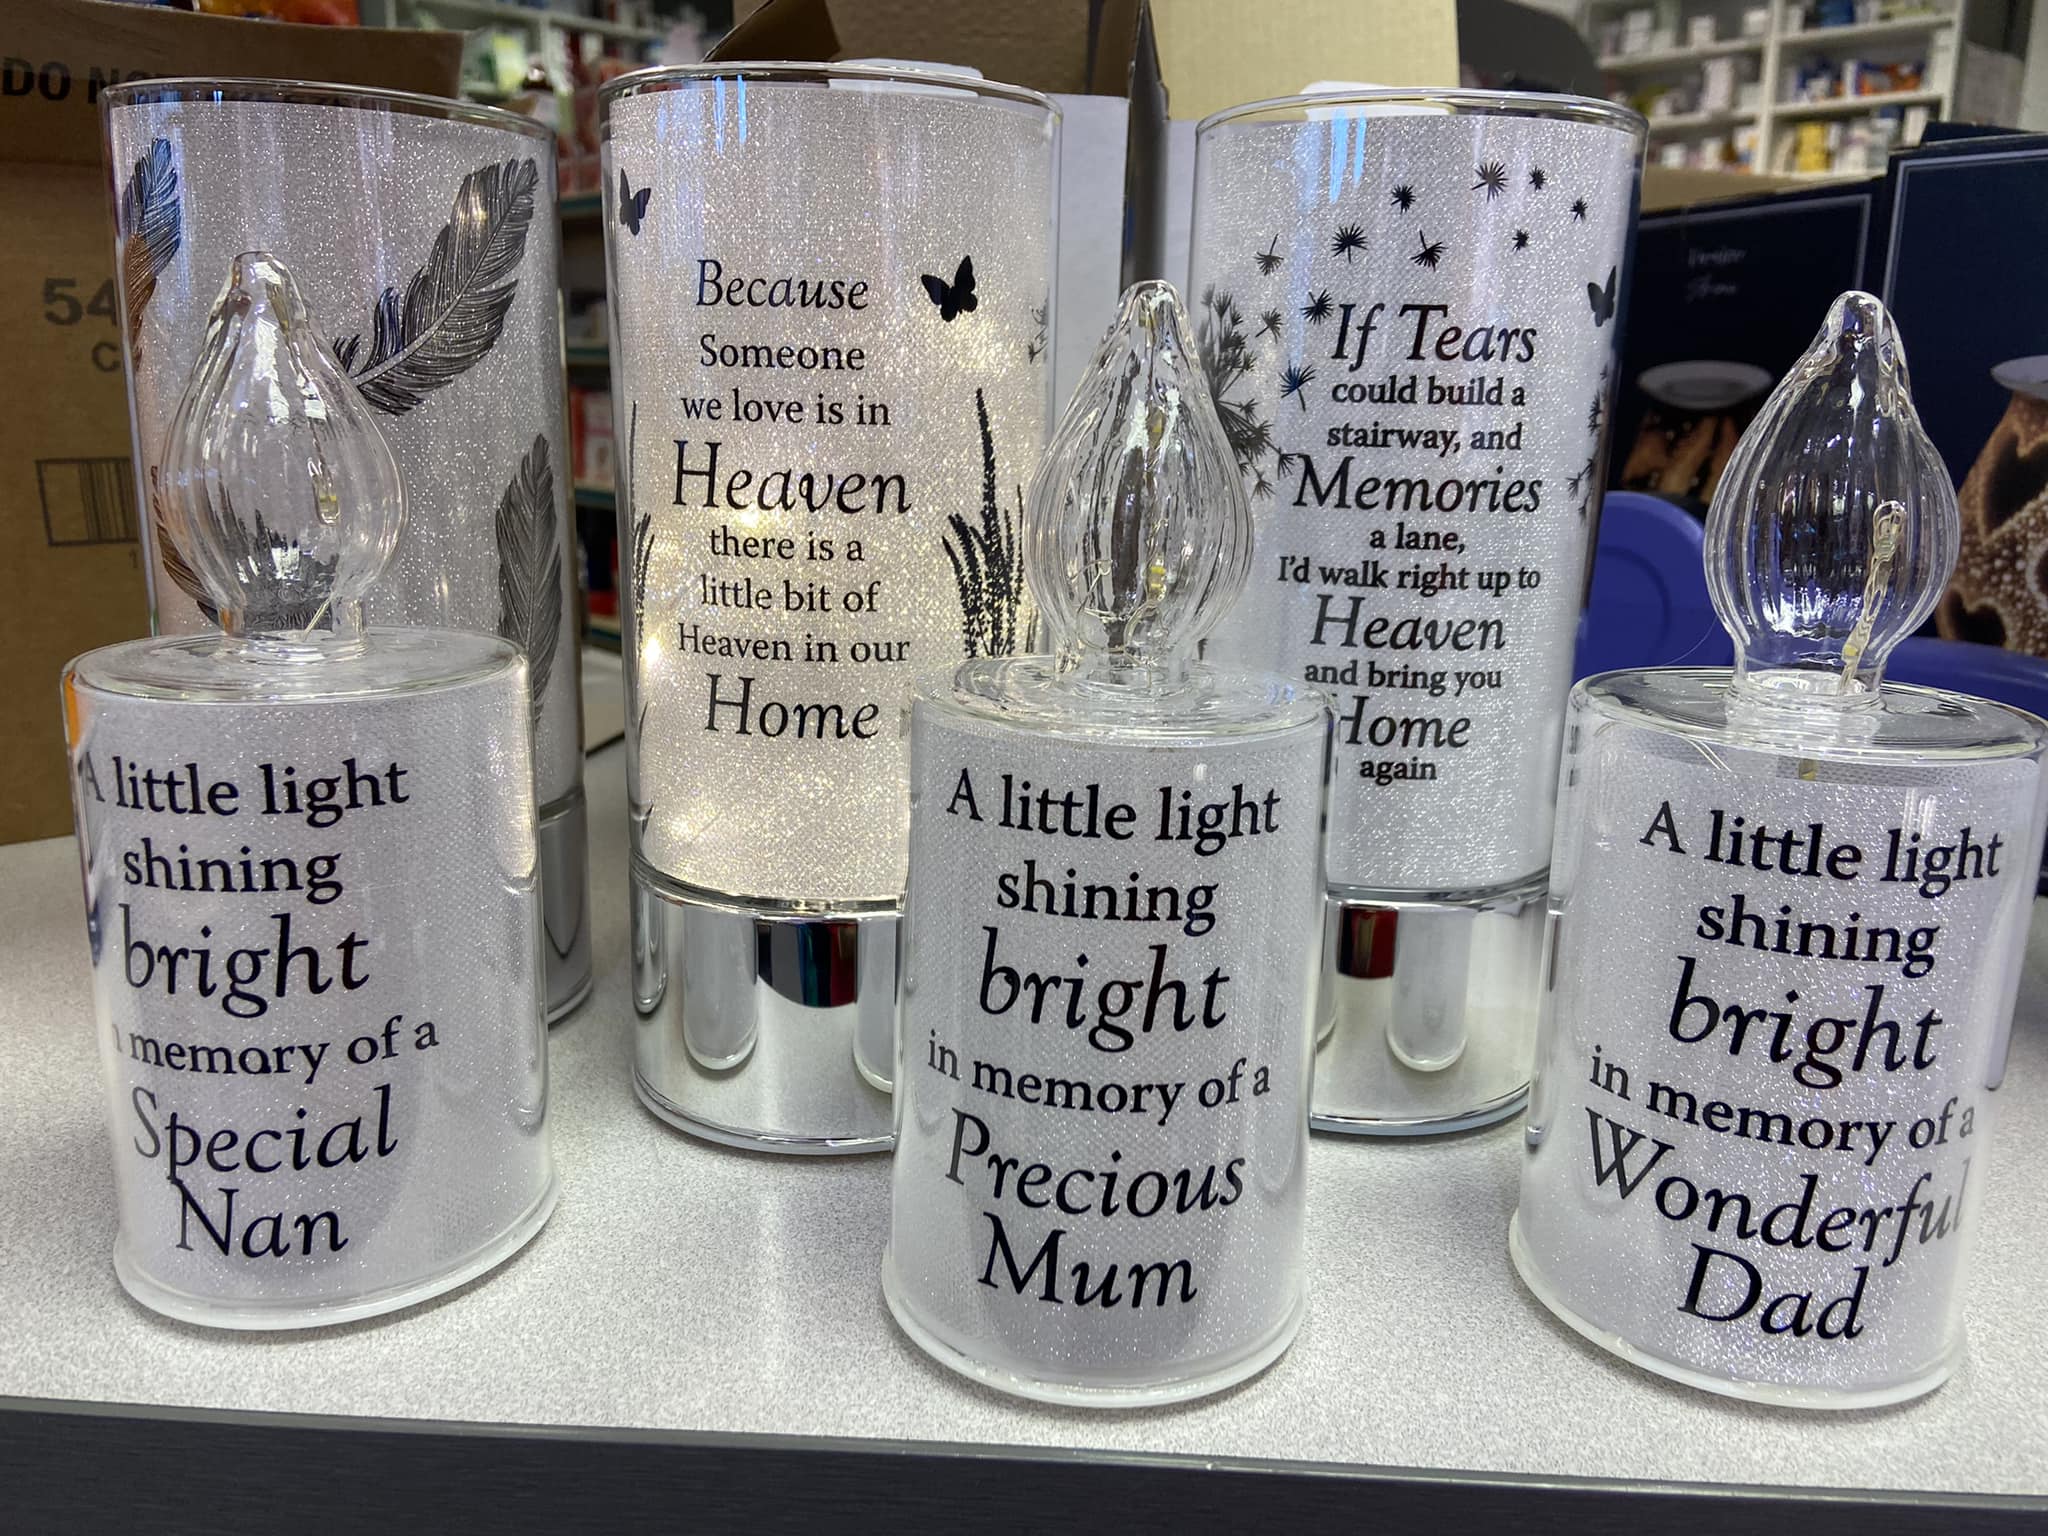 DO NO
54
C
Because
Someone
we love is in
Heaven
there is a
little bit of
Heaven in our
Home
If Tears
could build a
stairway, and
Memories
a lane,
I'd walk right up to
Heaven
and bring you
Home
again
A little light
shining
bright
n memory of a
Special
Nan
A little light
shining
bright
in memory of a
Precious
Mum
A little light
shining
bright
in memory of a
Wonderful
Dad